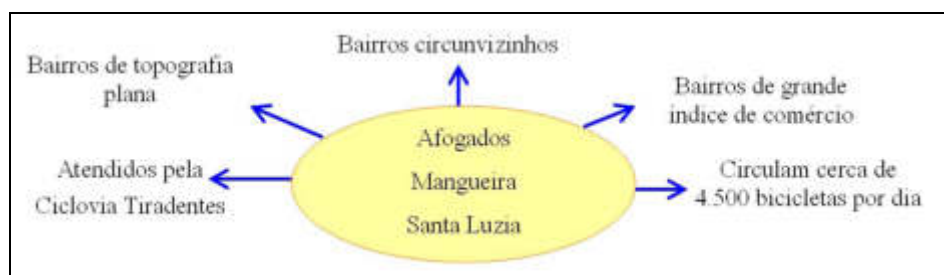 Bairros circunvizinhos
Bairros de topografia
plana
Bairros de grande
indice de comércio
Afogados
Mangueira
Santa Luzia
Atendidos pela
Ciclovia Tiradentes
Circulam cerca de
4.500 bicicletas por dia